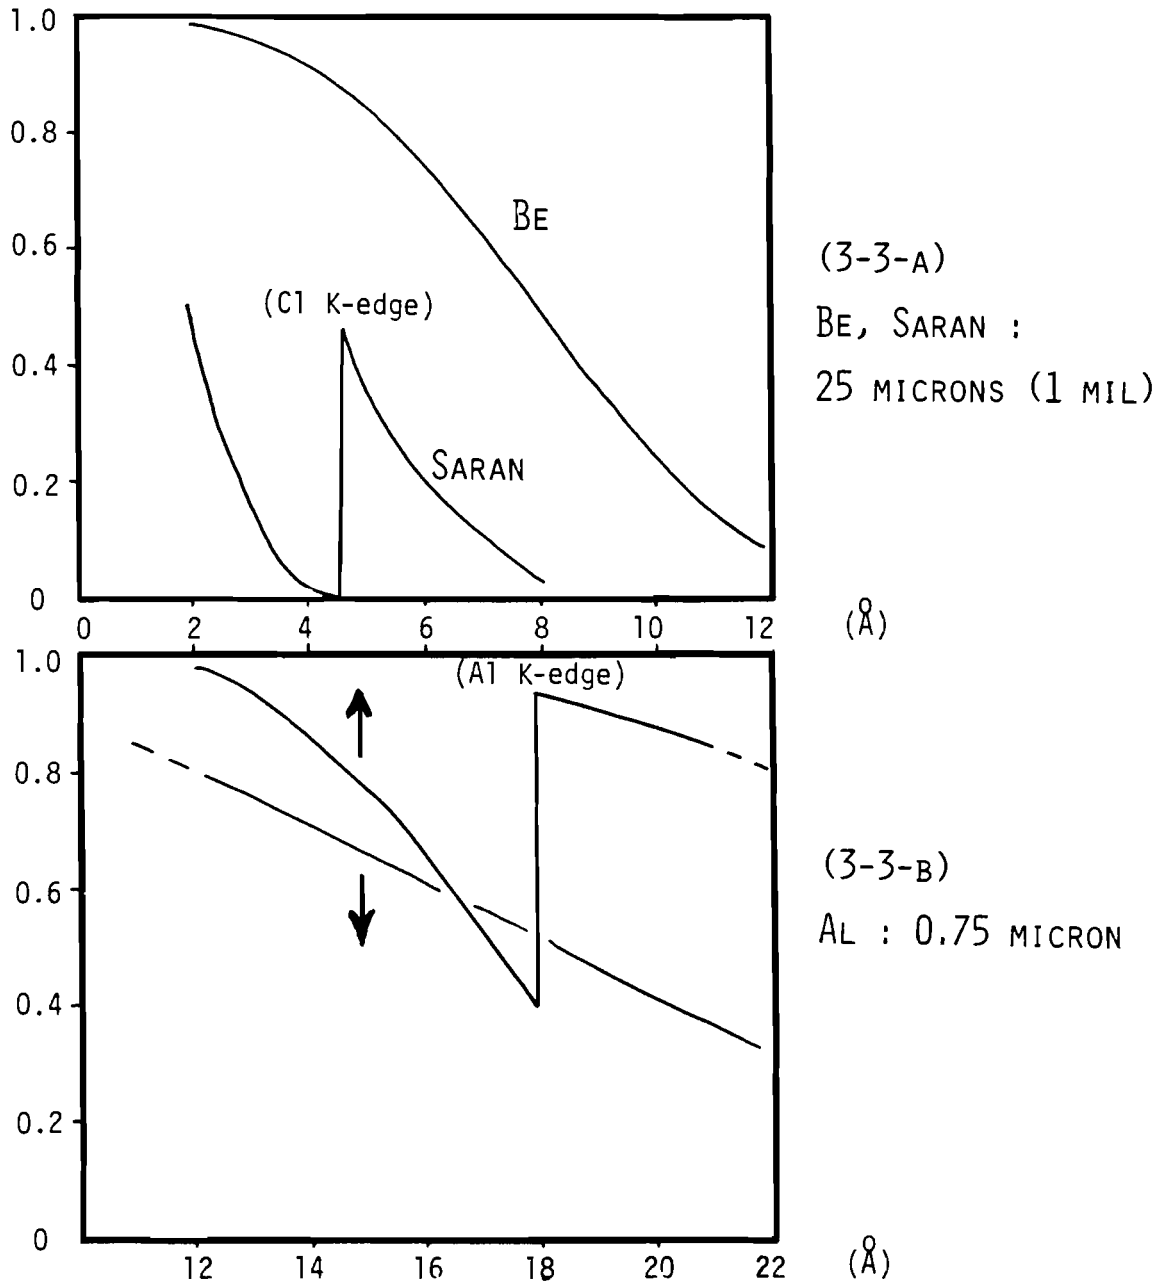 1.0
0.8
BE
0.6
(3-3-A)
(Cl K-edge)
BE, SARAN :
0.4
25 MICRONS (1 MIL)
SARAN
0.2
0
0 2 4 6 8 10 12 (Å)
1.0
(Al K-edge)
0.8
(3-3-B)
0.6
AL : 0.75 MICRON
0.4
0.2
0
12 14 16 18 20 22 (Å)